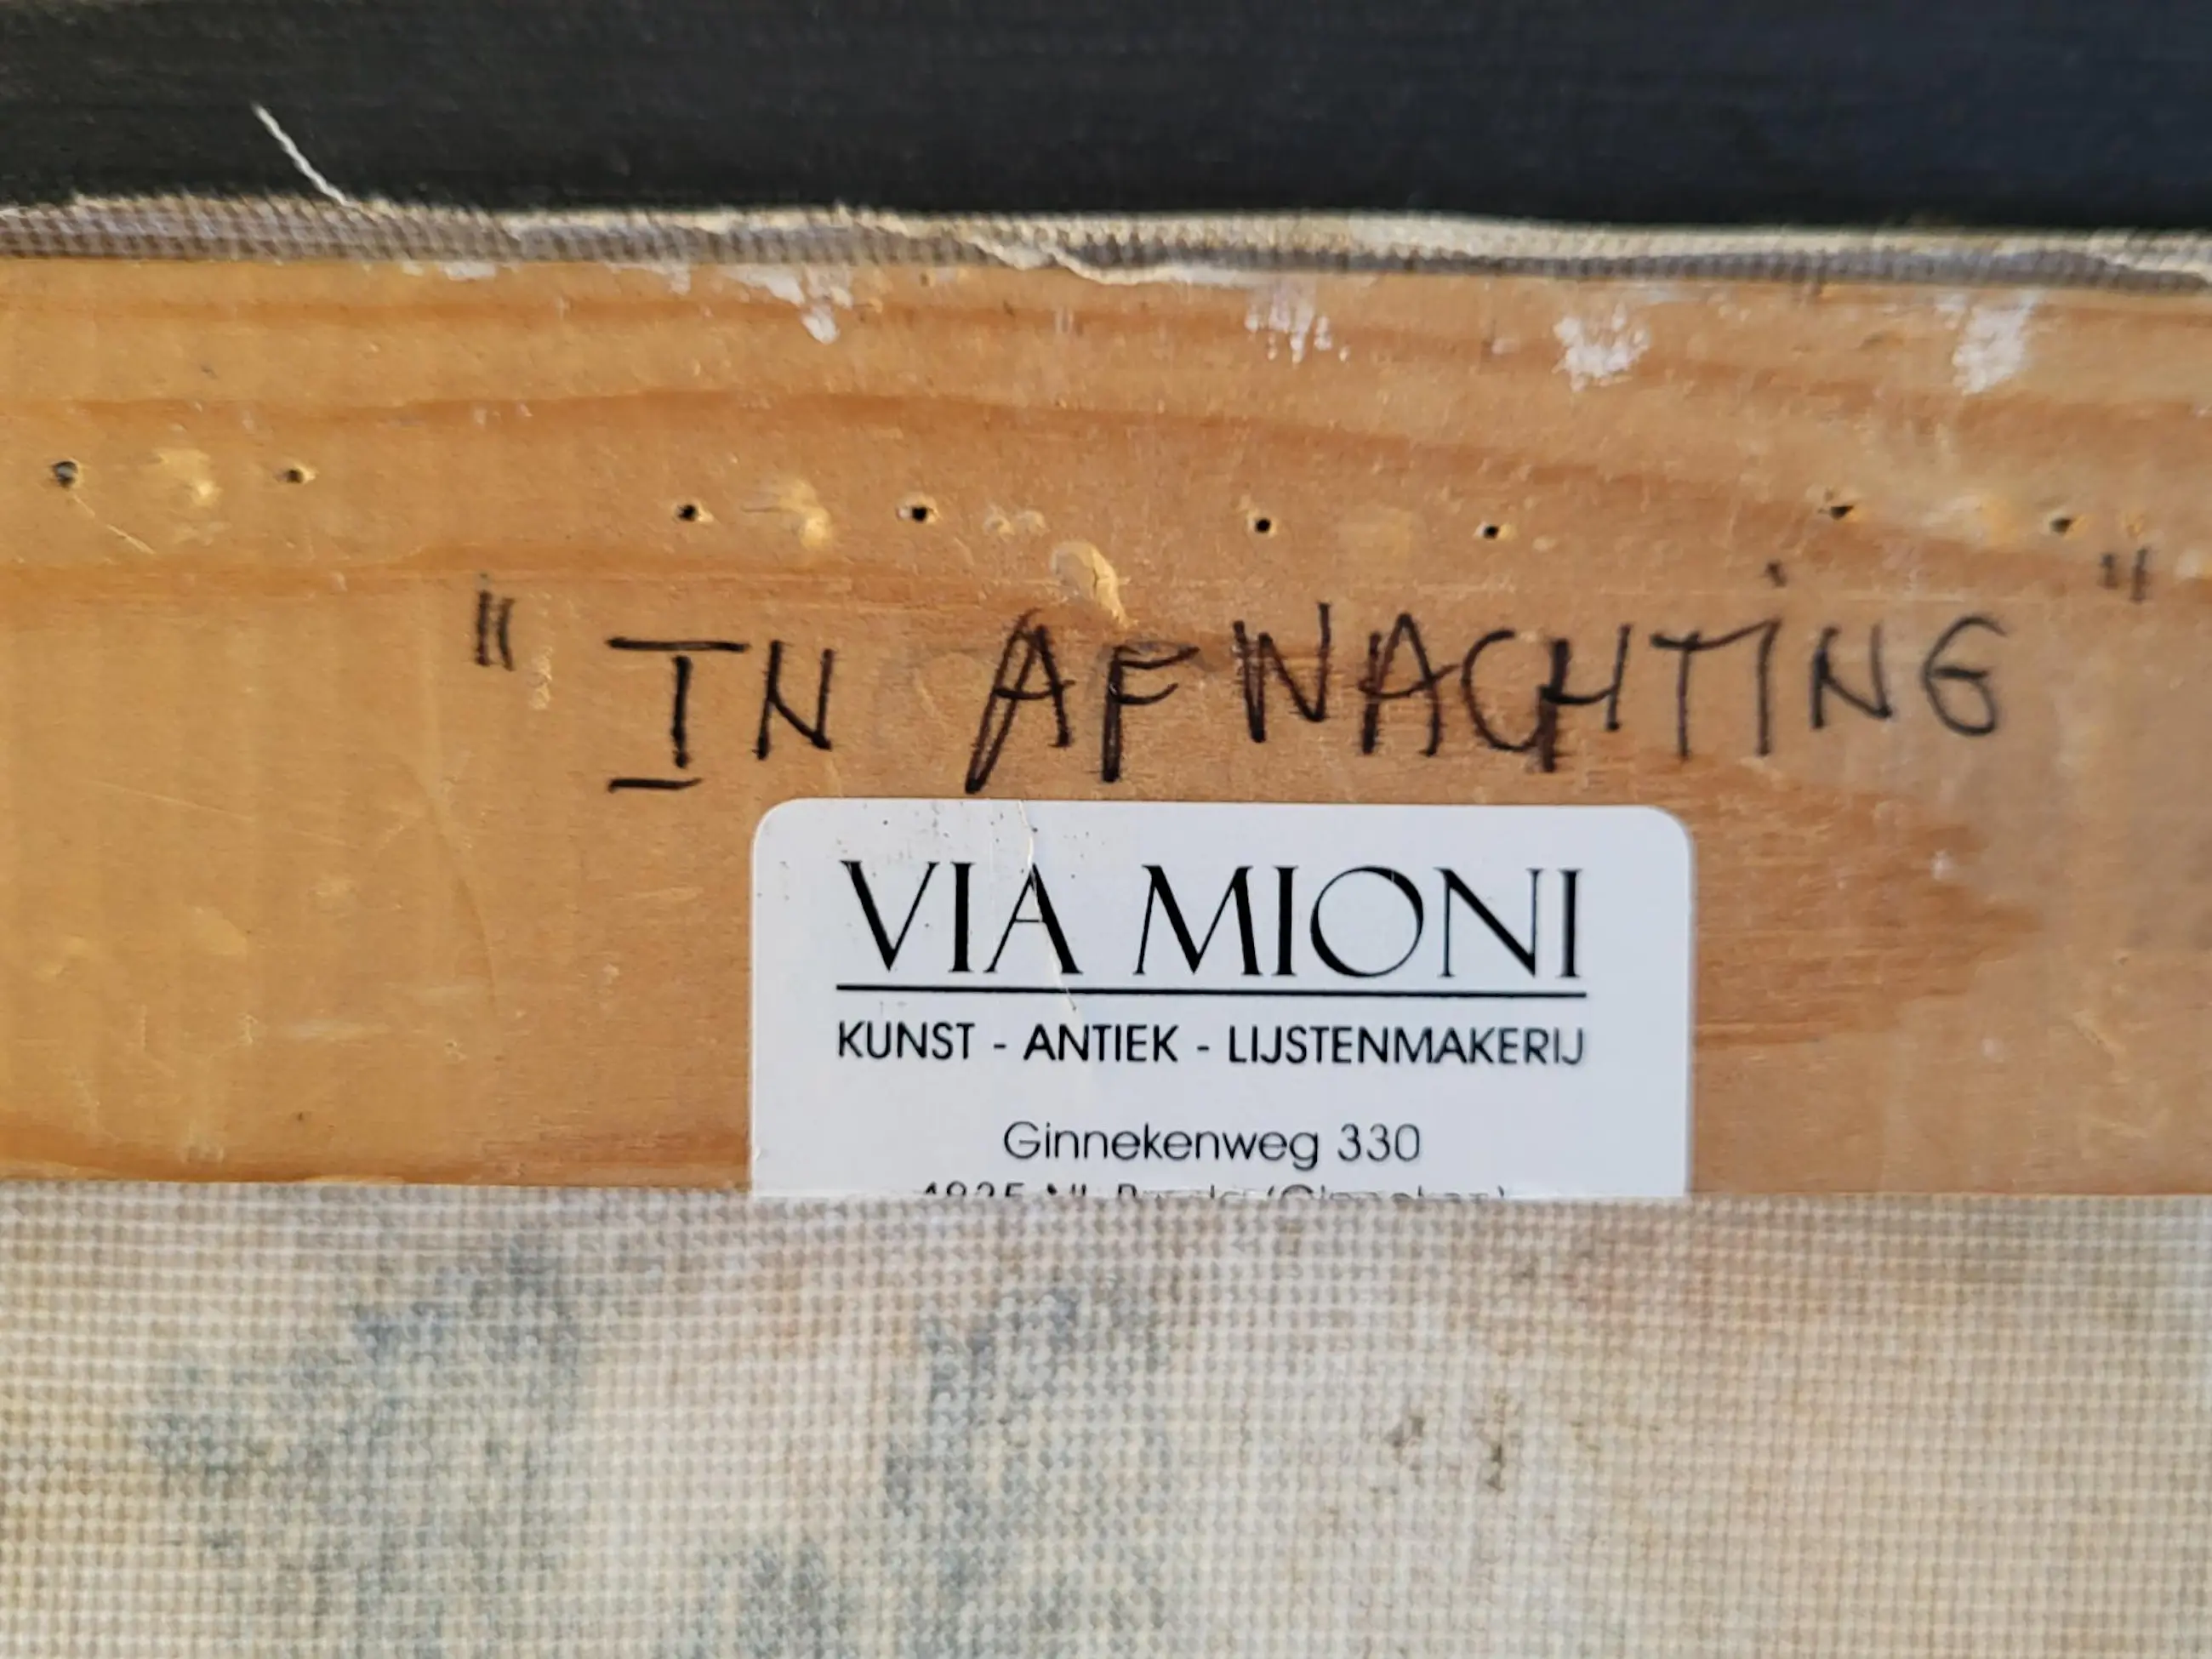 " IN AFWACHTING "
VIA MIONI
KUNST - ANTIEK - LIJSTENMAKERIJ
Ginnekenweg 330